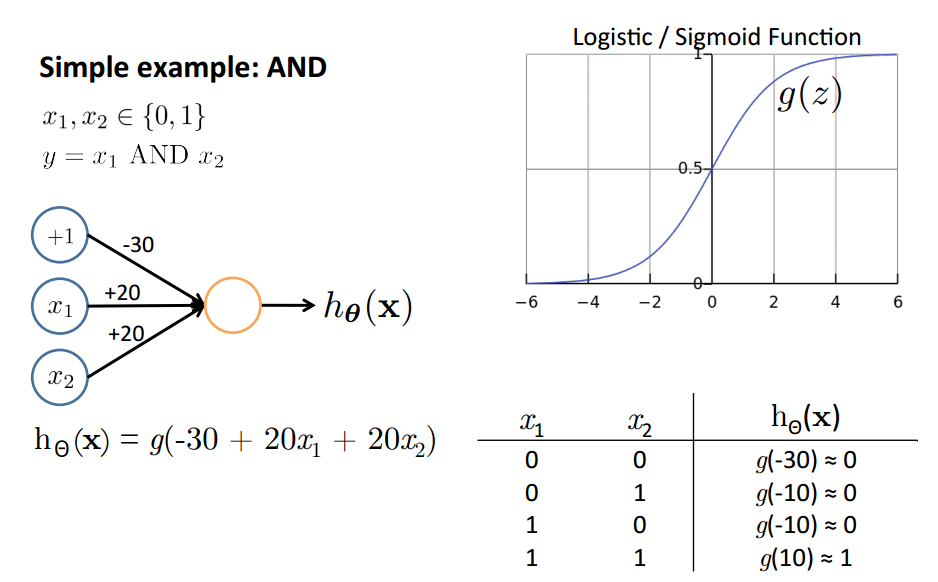 Simple example: AND
x₁, x₂ ∈ {0, 1}
y = x₁ AND x₂
+1
-30
x₁
+20
x₂
+20
h𝜽(𝐱)
hΘ(𝐱) = g(-30 + 20x₁ + 20x₂)
Logistic / Sigmoid Function
1
g(z)
0.5
0
−6 −4 −2 0 2 4 6
x₁ x₂ hΘ(𝐱)
0 0 g(-30) ≈ 0
0 1 g(-10) ≈ 0
1 0 g(-10) ≈ 0
1 1 g(10) ≈ 1